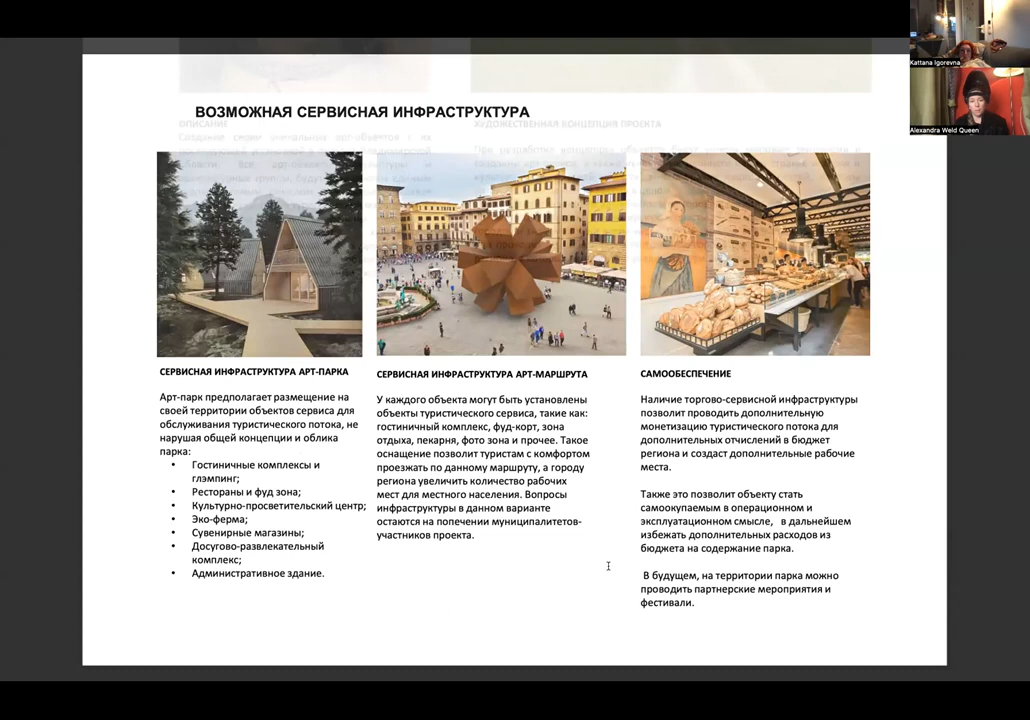 Kattana Igorevna
Alexandra Weld Queen
ВОЗМОЖНАЯ СЕРВИСНАЯ ИНФРАСТРУКТУРА
ОПИСАНИЕ
ХУДОЖЕСТВЕННАЯ КОНЦЕПЦИЯ ПРОЕКТА
СЕРВИСНАЯ ИНФРАСТРУКТУРА АРТ-ПАРКА
Арт-парк предполагает размещение на
своей территории объектов сервиса для
обслуживания туристического потока, не
нарушая общей концепции и облика
парка:
• Гостиничные комплексы и
глэмпинг;
• Рестораны и фуд зона;
• Культурно-просветительский центр;
• Эко-ферма;
• Сувенирные магазины;
• Досугово-развлекательный
комплекс;
• Административное здание.
СЕРВИСНАЯ ИНФРАСТРУКТУРА АРТ-МАРШРУТА
У каждого объекта могут быть установлены
объекты туристического сервиса, такие как:
гостиничный комплекс, фуд-корт, зона
отдыха, пекарня, фото зона и прочее. Такое
оснащение позволит туристам с комфортом
проезжать по данному маршруту, а городу
региона увеличить количество рабочих
мест для местного населения. Вопросы
инфраструктуры в данном варианте
остаются на попечении муниципалитетов-
участников проекта.
САМООБЕСПЕЧЕНИЕ
Наличие торгово-сервисной инфраструктуры
позволит проводить дополнительную
монетизацию туристического потока для
дополнительных отчислений в бюджет
региона и создаст дополнительные рабочие
места.
Также это позволит объекту стать
самоокупаемым в операционном и
эксплуатационном смысле, в дальнейшем
избежать дополнительных расходов из
бюджета на содержание парка.
В будущем, на территории парка можно
проводить партнерские мероприятия и
фестивали.